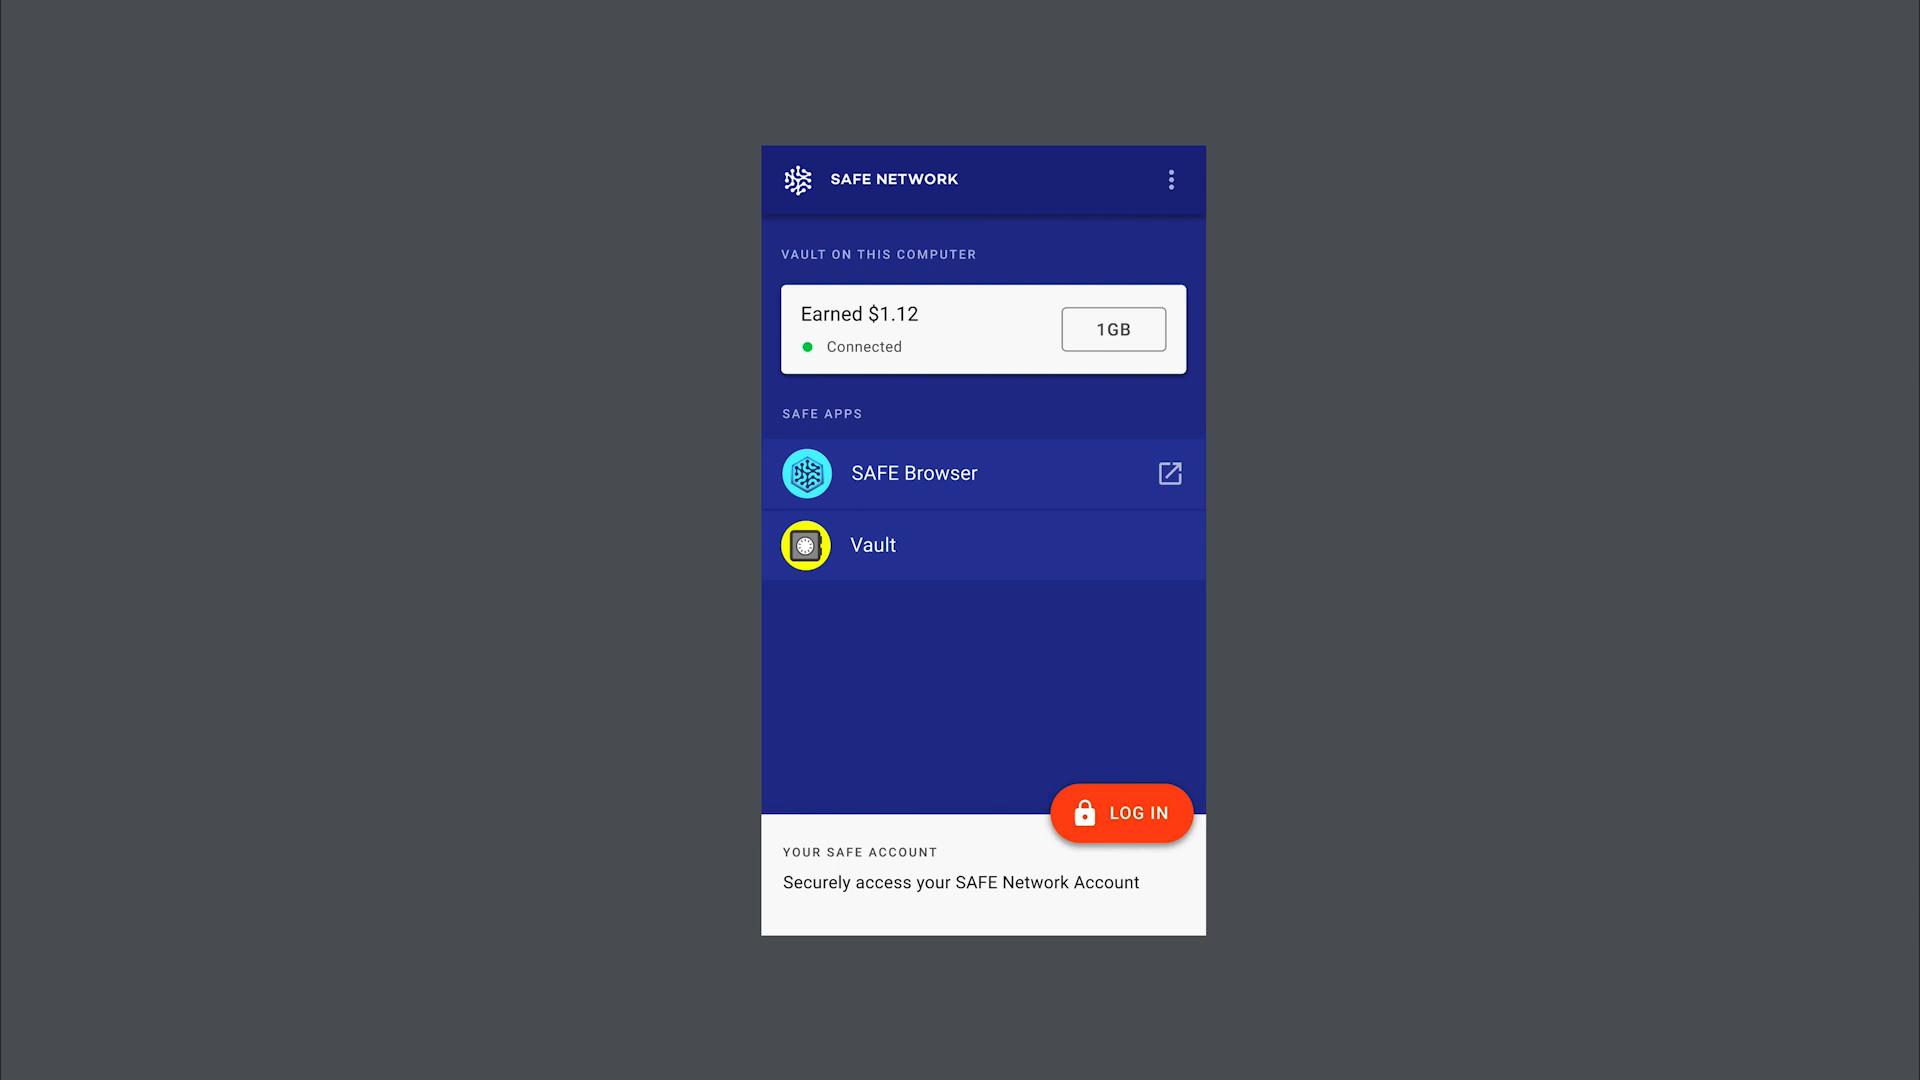 SAFE NETWORK
VAULT ON THIS COMPUTER
Earned $1.12
1GB
Connected
SAFE APPS
SAFE Browser
Vault
LOG IN
YOUR SAFE ACCOUNT
Securely access your SAFE Network Account